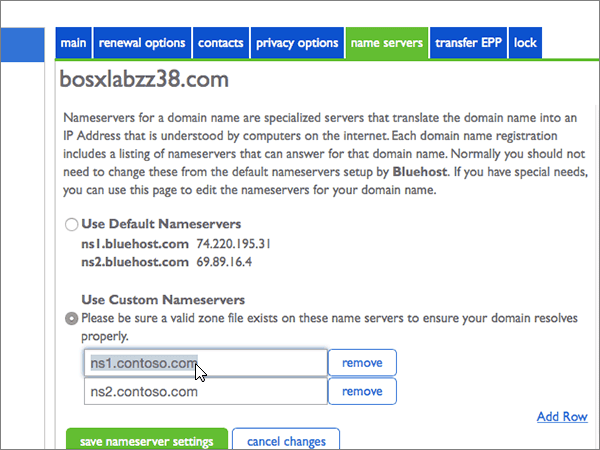 main
renewal options
contacts
privacy options
name servers
transfer EPP
lock
bosxlabzz38.com
Nameservers for a domain name are specialized servers that translate the domain name into an
IP Address that is understood by computers on the internet. Each domain name registration
includes a listing of nameservers that can answer for that domain name. Normally you should not
need to change these from the default nameservers setup by Bluehost. If you have special needs,
you can use this page to edit the nameservers for your domain name.
Use Default Nameservers
ns1.bluehost.com 74.220.195.31
ns2.bluehost.com 69.89.16.4
Use Custom Nameservers
Please be sure a valid zone file exists on these name servers to ensure your domain resolves
properly.
ns1.contoso.com remove
ns2.contoso.com remove
Add Row
save nameserver settings cancel changes